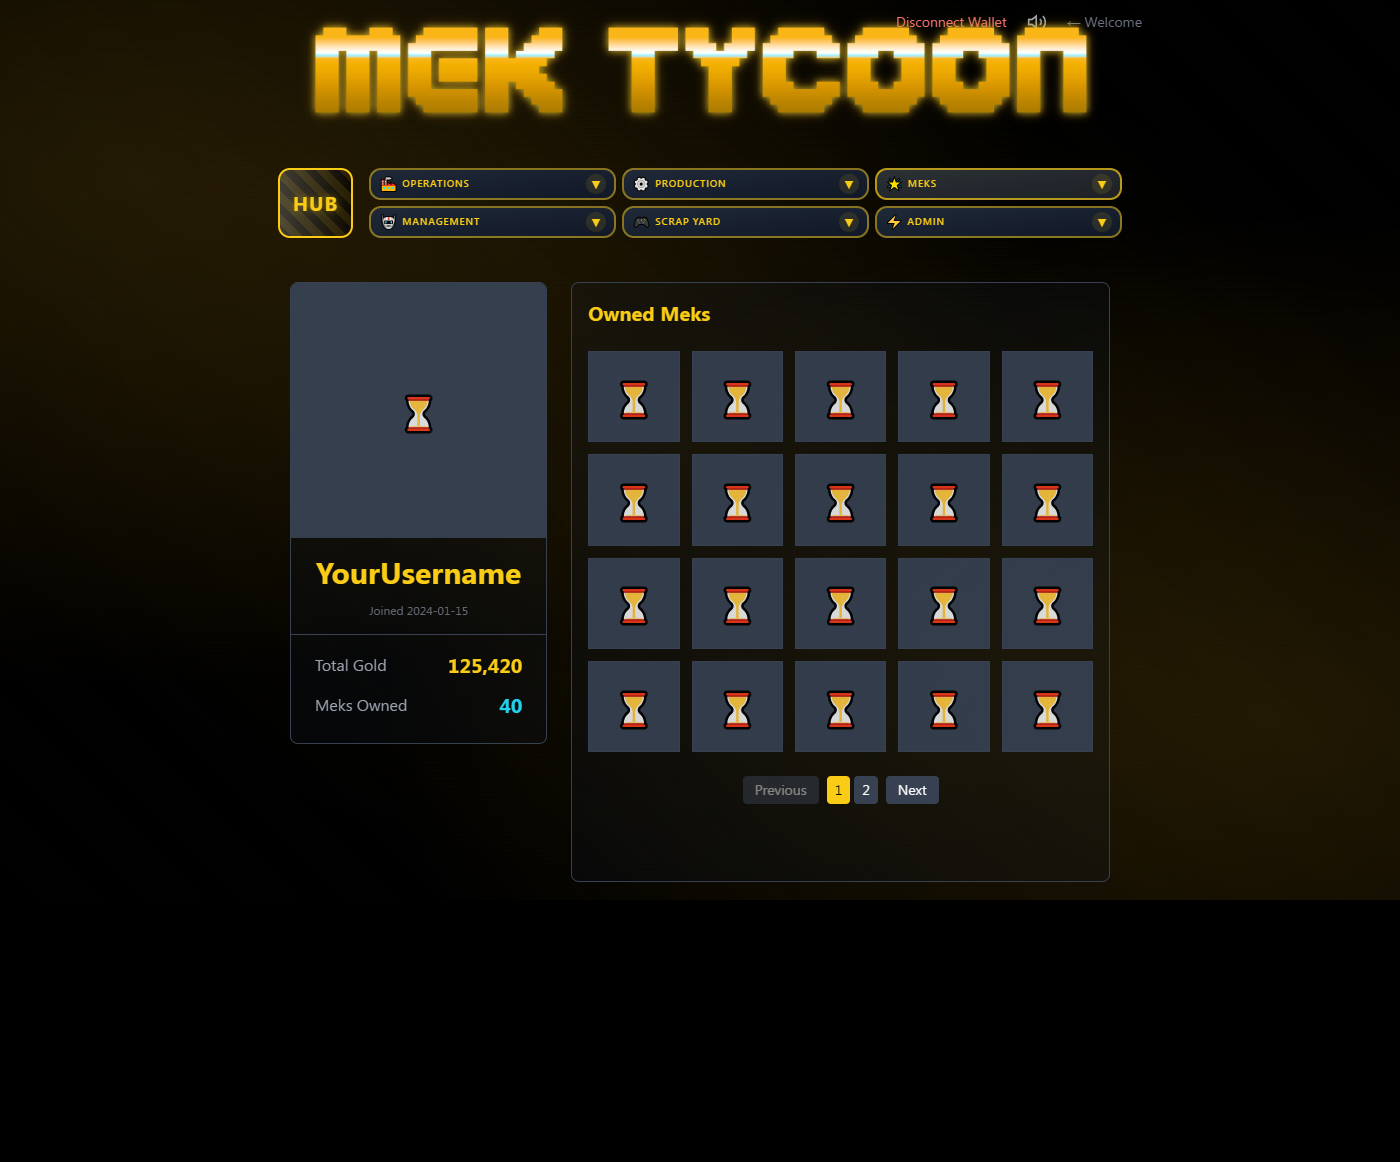 Disconnect Wallet
← Welcome
MEK TYCOON
HUB
OPERATIONS ▼
PRODUCTION ▼
MEKS ▼
MANAGEMENT ▼
SCRAP YARD ▼
ADMIN ▼
YourUsername
Joined 2024-01-15
Total Gold 125,420
Meks Owned 40
Owned Meks
Previous 1 2 Next